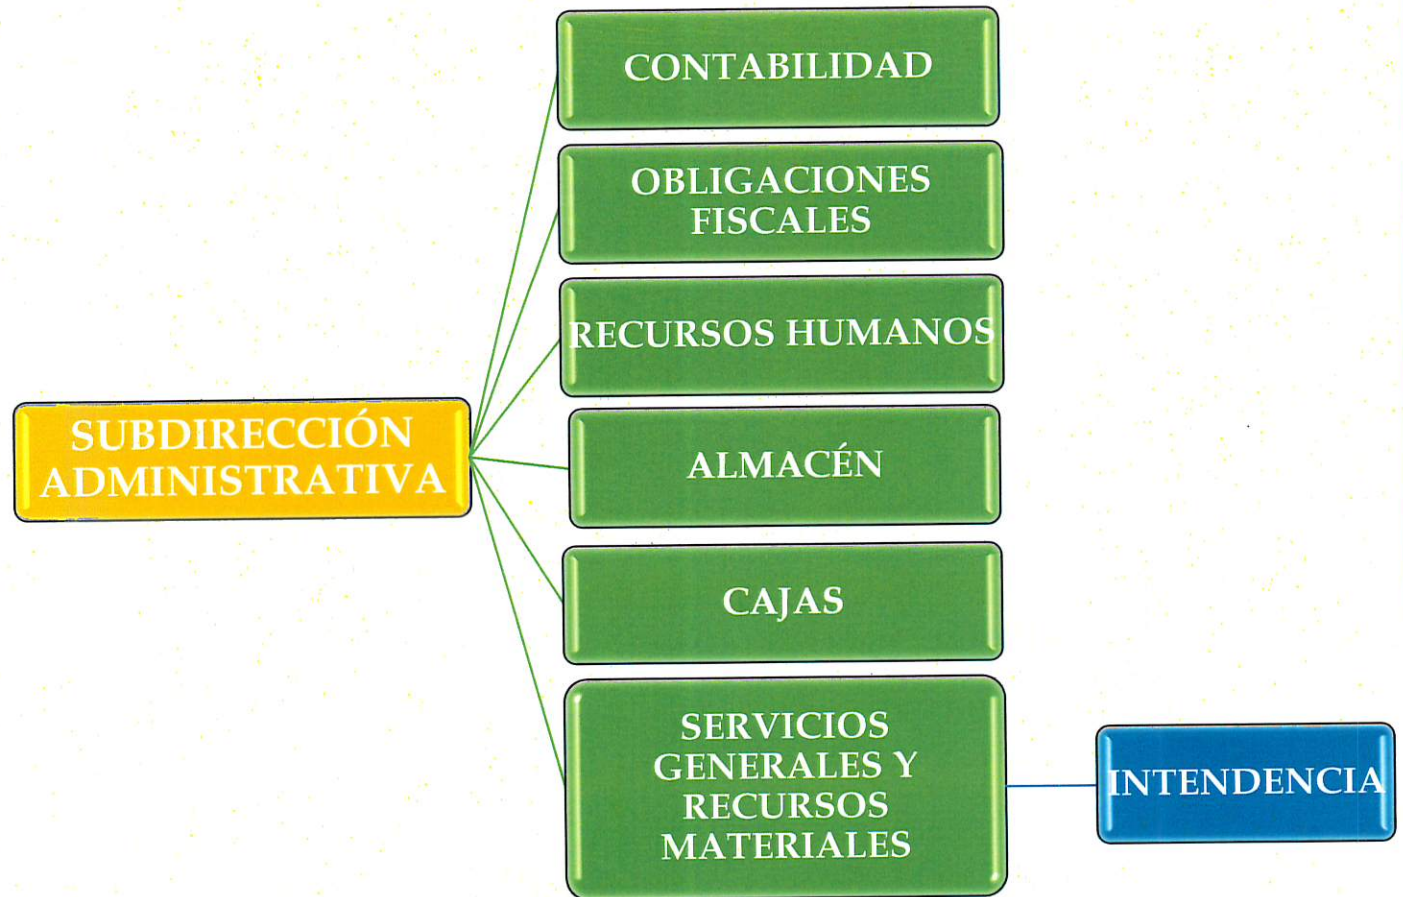 CONTABILIDAD
OBLIGACIONES
FISCALES
RECURSOS HUMANOS
SUBDIRECCIÓN
ADMINISTRATIVA
ALMACÉN
CAJAS
SERVICIOS
GENERALES Y
RECURSOS
MATERIALES
INTENDENCIA